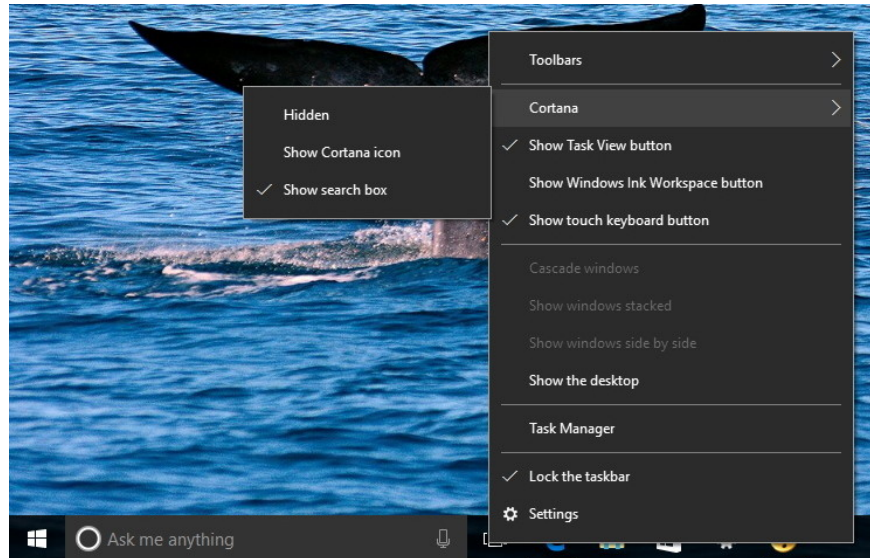 Toolbars
Cortana
Hidden
Show Cortana icon
Show search box
Show Task View button
Show Windows Ink Workspace button
Show touch keyboard button
Cascade windows
Show windows stacked
Show windows side by side
Show the desktop
Task Manager
Lock the taskbar
Settings
Ask me anything